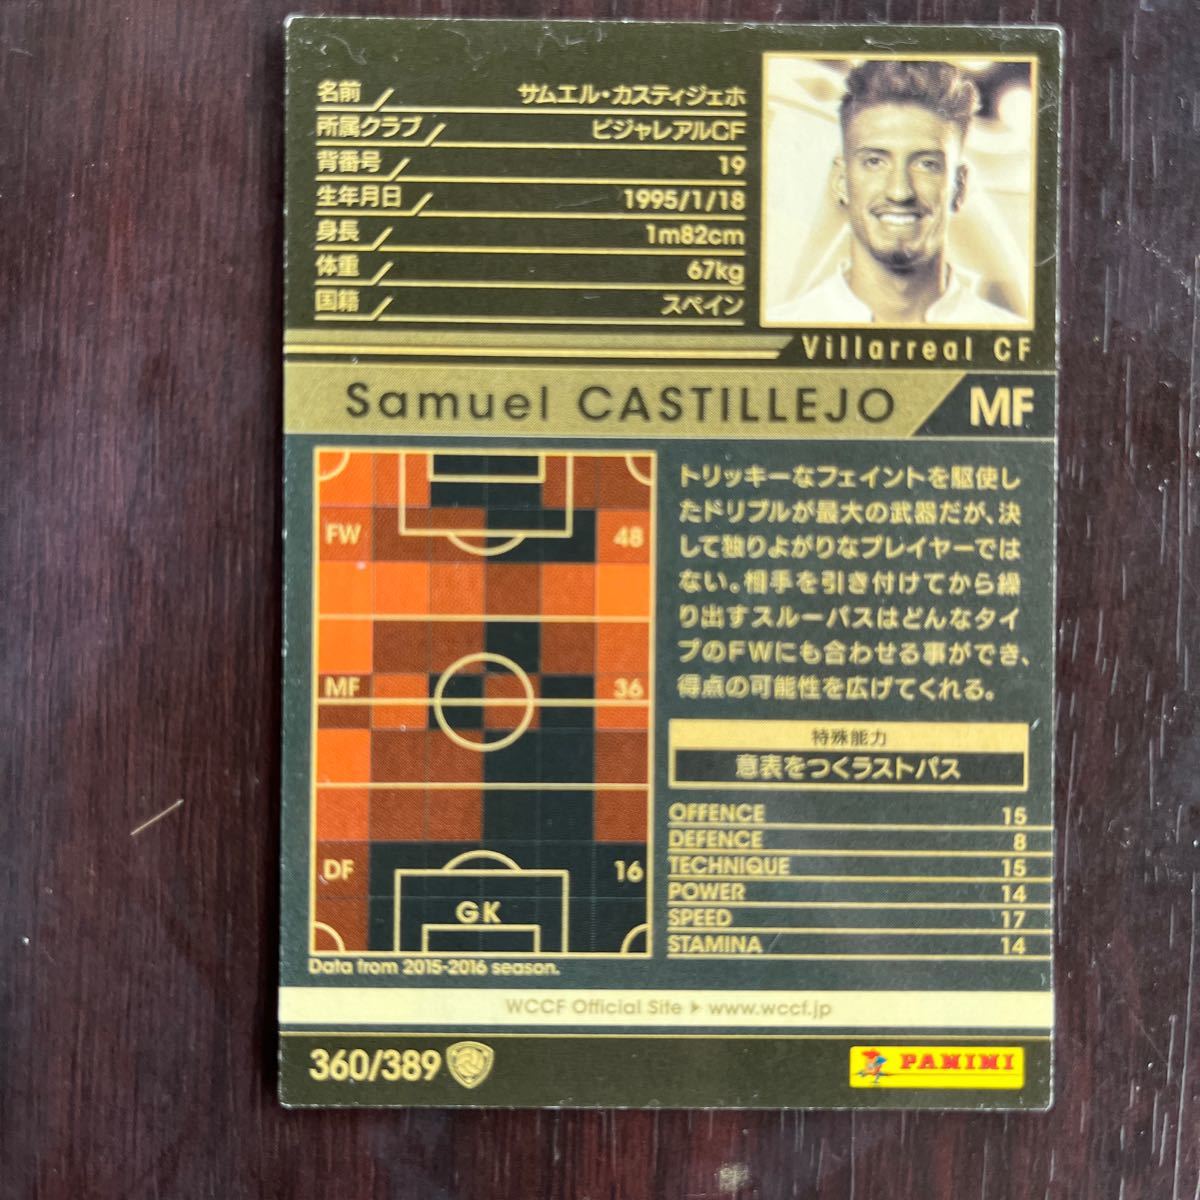 名前 サムエル・カスティジェホ
所属クラブ ビジャレアルCF
背番号 19
生年月日 1995/1/18
身長 1m82cm
体重 67kg
国籍 スペイン
Villarreal CF
Samuel CASTILLEJO MF
FW 48
MF 36
DF 16
GK
Data from 2015-2016 season.
トリッキーなフェイントを駆使し
たドリブルが最大の武器だが、決
して独りよがりなプレイヤーでは
ない。相手を引き付けてから繰
り出すスルーパスはどんなタイ
プのFWにも合わせる事ができ、
得点の可能性を広げてくれる。
特殊能力
意表をつくラストパス
OFFENCE 15
DEFENCE 8
TECHNIQUE 15
POWER 14
SPEED 17
STAMINA 14
WCCF Official Site ▶ www.wccf.jp
360/389
PANINI